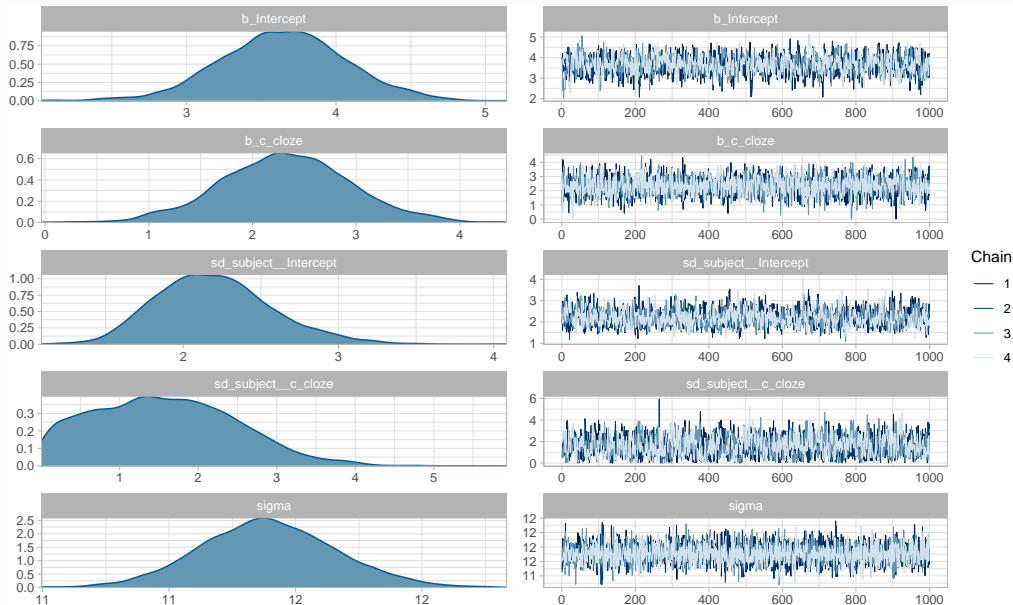 b_Intercept
0.75
0.50
0.25
0.00
3 4 5
b_Intercept
5
4
3
2
0 200 400 600 800 1000
b_c_cloze
0.6
0.4
0.2
0.0
0 1 2 3 4
b_c_cloze
4
3
2
1
0
0 200 400 600 800 1000
sd_subject__Intercept
1.00
0.75
0.50
0.25
0.00
2 3 4
sd_subject__Intercept
4
3
2
1
0 200 400 600 800 1000
sd_subject__c_cloze
0.3
0.2
0.1
0.0
1 2 3 4 5
sd_subject__c_cloze
6
4
2
0
0 200 400 600 800 1000
sigma
2.5
2.0
1.5
1.0
0.5
0.0
11 11 12 12
sigma
12
12
12
12
11
0 200 400 600 800 1000
Chain
1
2
3
4